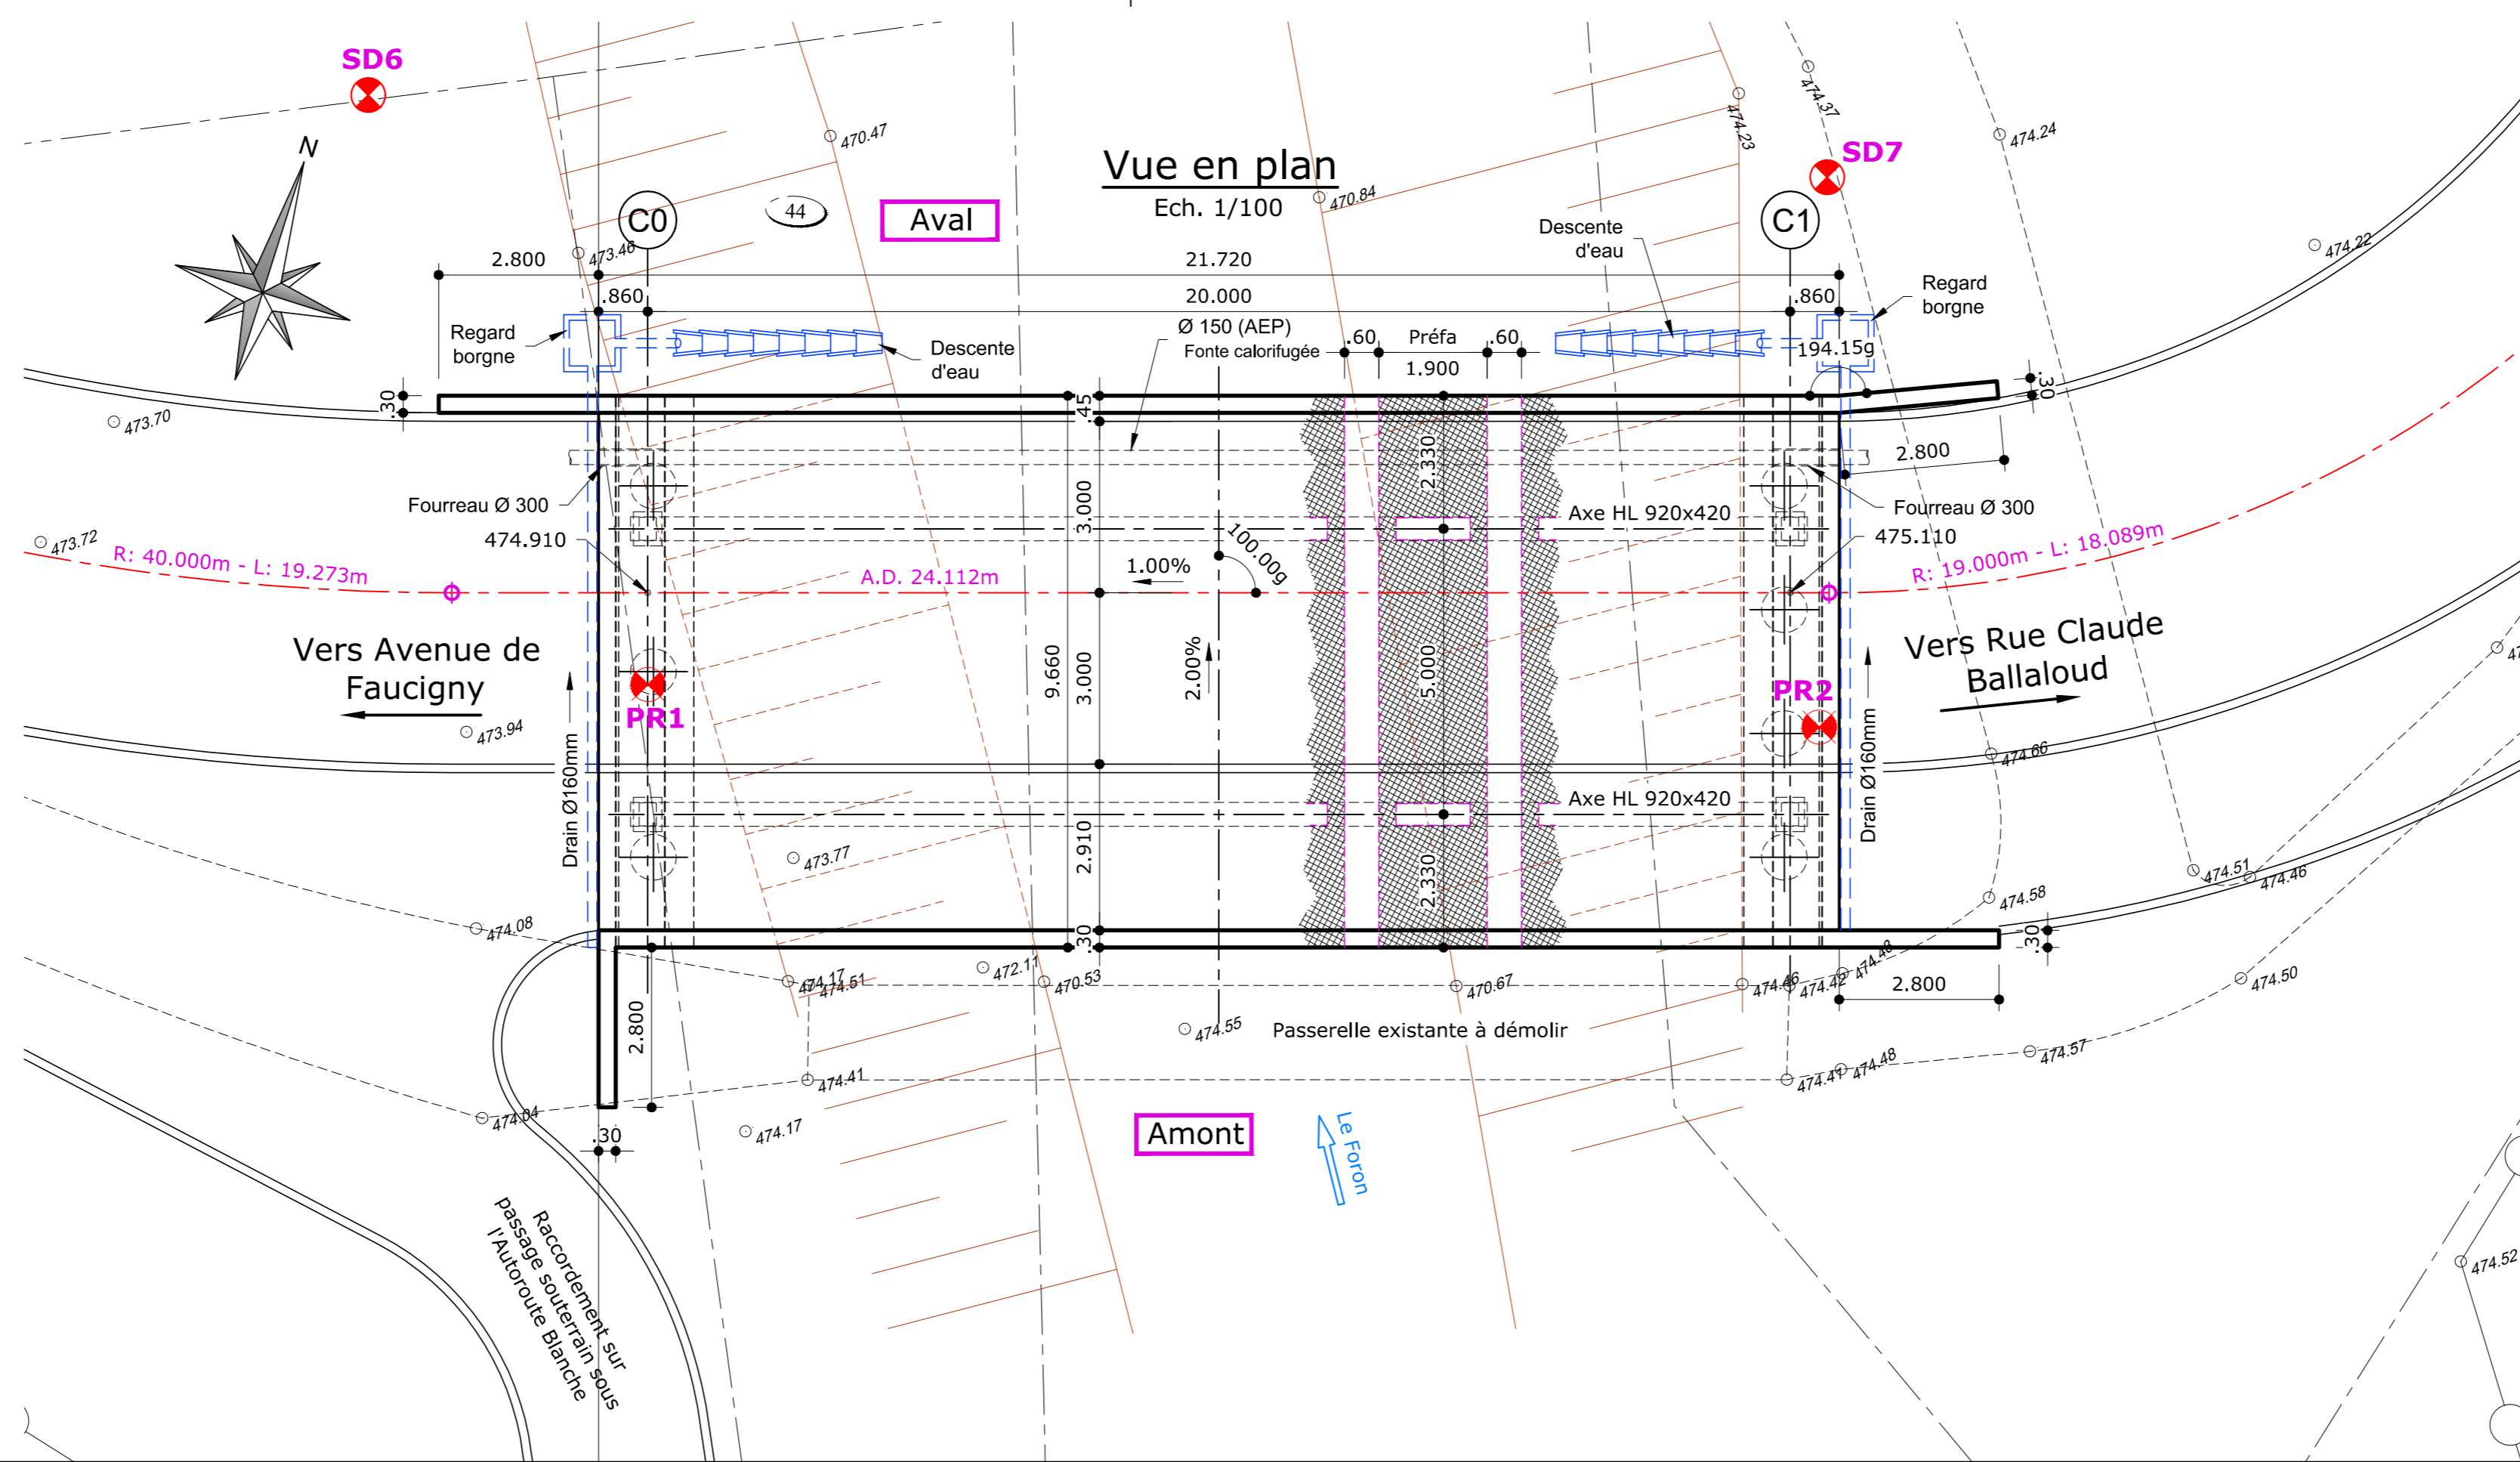 SD6
N
470.47
Vue en plan
Ech. 1/100
474.37
474.23
SD7
474.24
C0
44
Aval
470.84
C1
Descente
d'eau
474.22
473.46
2.800
21.720
.860
20.000
.860
Regard
borgne
Regard
borgne
Ø 150 (AEP)
Fonte calorifugée
.60
Préfa
.60
1.900
Descente
d'eau
194.15g
.30
.45
.30
473.70
2.330
2.800
Fourreau Ø 300
3.000
Axe HL 920x420
Fourreau Ø 300
474.910
475.110
473.72
R: 40.000m - L: 19.273m
A.D. 24.112m
1.00%
100.00g
R: 19.000m - L: 18.089m
Vers Avenue de
Faucigny
9.660
3.000
2.00%
5.000
Vers Rue Claude
Ballaloud
PR1
PR2
473.94
474.66
Drain Ø160mm
Drain Ø160mm
Axe HL 920x420
473.77
2.910
2.330
474.51
474.46
474.58
474.08
.30
.30
474.17
474.51
472.11
470.53
470.67
474.46
474.42
474.48
474.50
2.800
2.800
474.55
Passerelle existante à démolir
474.57
474.41
474.41
474.48
474.04
474.17
.30
Amont
Le Foron
Raccordement sur
passage souterrain sous
l'Autoroute Blanche
474.52